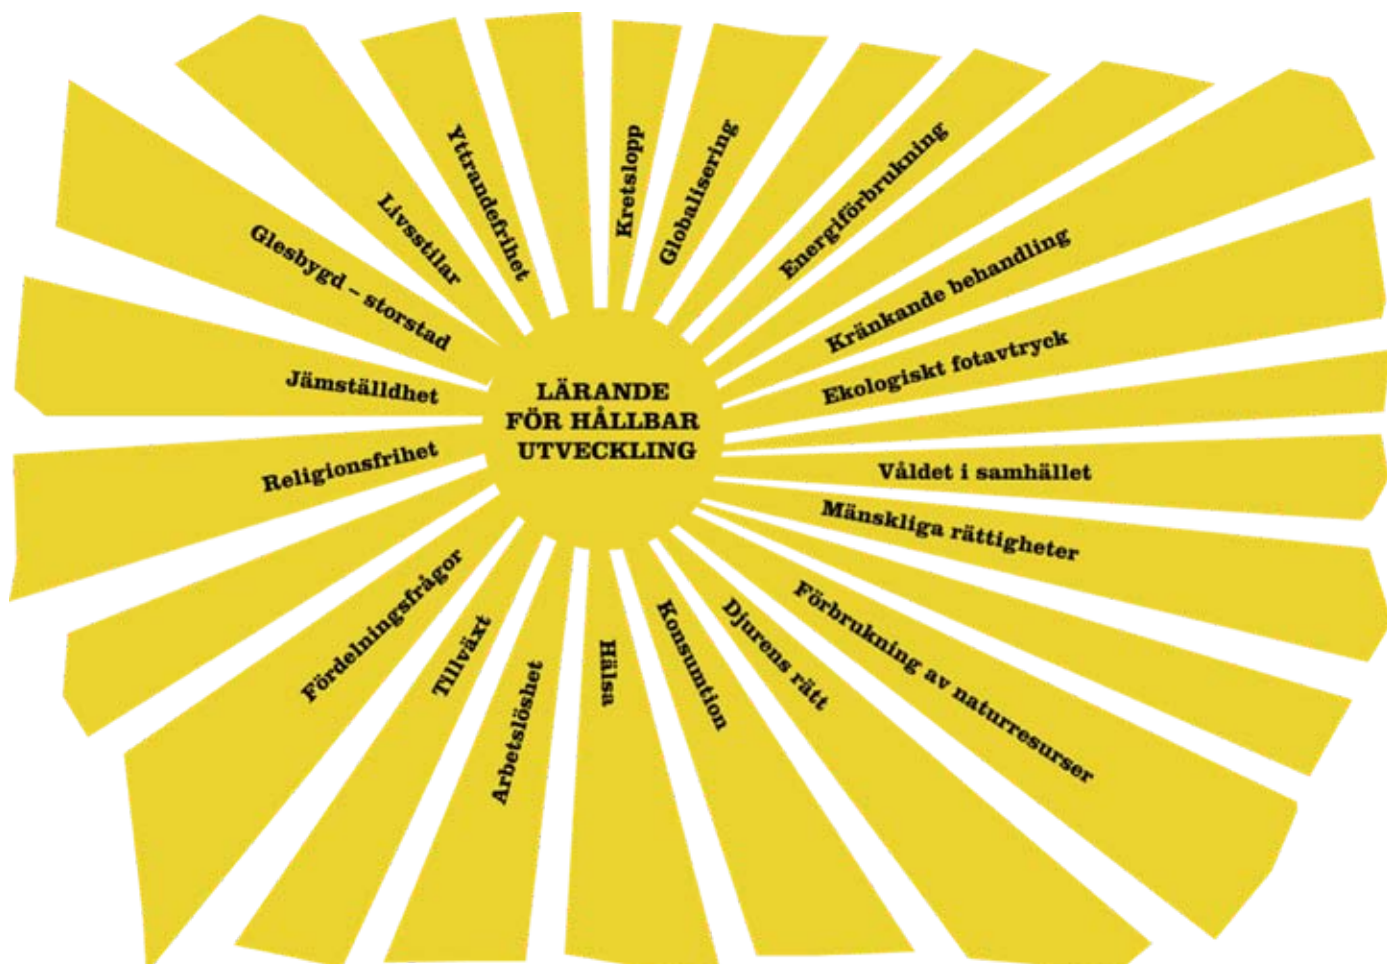 LÄRANDE
FÖR HÅLLBAR
UTVECKLING
Kretslopp
Globalisering
Energiförbrukning
Kränkande behandling
Ekologiskt fotavtryck
Våldet i samhället
Mänskliga rättigheter
Förbrukning av naturresurser
Djurens rätt
Konsumtion
Hälsa
Arbetslöshet
Tillväxt
Fördelningsfrågor
Religionsfrihet
Jämställdhet
Glesbygd – storstad
Livsstilar
Yttrandefrihet